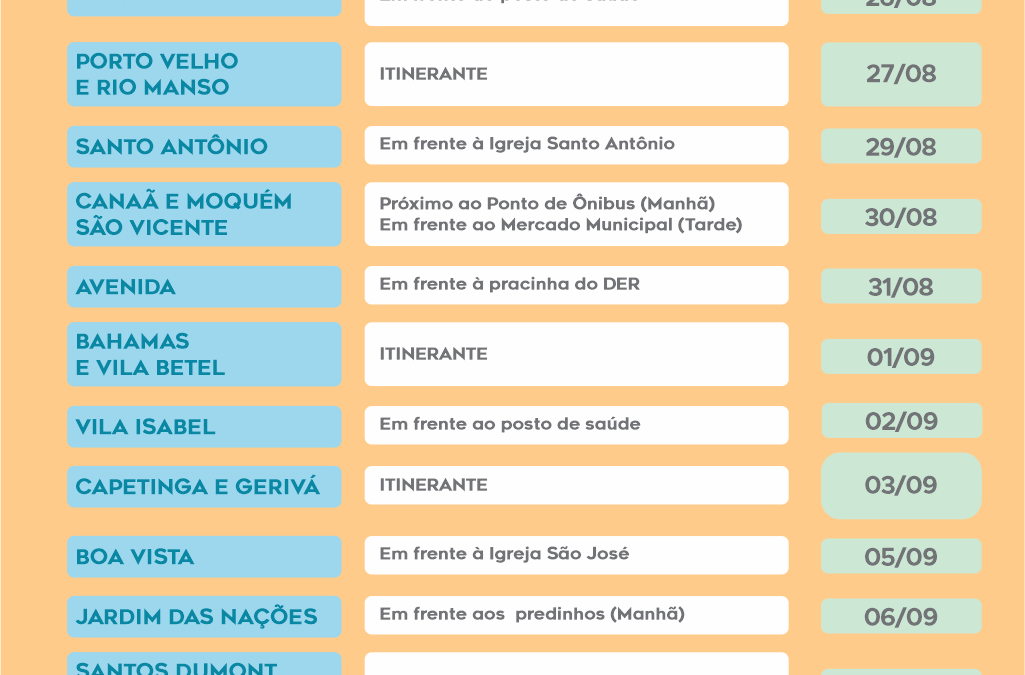 26/08
PORTO VELHO
E RIO MANSO
ITINERANTE
27/08
SANTO ANTÔNIO
Em frente à Igreja Santo Antônio
29/08
CANAÃ E MOQUÉM
SÃO VICENTE
Próximo ao Ponto de Ônibus (Manhã)
Em frente ao Mercado Municipal (Tarde)
30/08
AVENIDA
Em frente à pracinha do DER
31/08
BAHAMAS
E VILA BETEL
ITINERANTE
01/09
VILA ISABEL
Em frente ao posto de saúde
02/09
CAPETINGA E GERIVÁ
ITINERANTE
03/09
BOA VISTA
Em frente à Igreja São José
05/09
JARDIM DAS NAÇÕES
Em frente aos  predinhos (Manhã)
06/09
SANTOS DUMONT